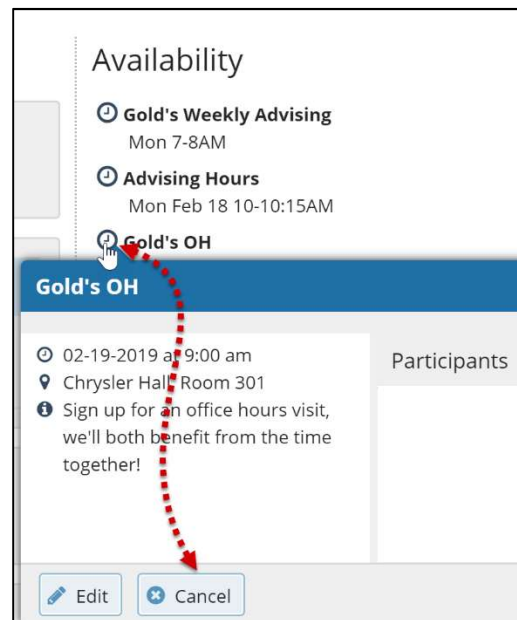 Availability
Gold's Weekly Advising
Mon 7-8AM
Advising Hours
Mon Feb 18 10-10:15AM
Gold's OH
Gold's OH
02-19-2019 at 9:00 am
Chrysler Hall, Room 301
Sign up for an office hours visit,
we'll both benefit from the time
together!
Participants
Edit
Cancel